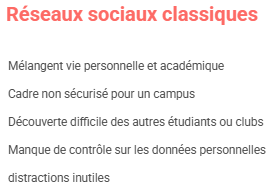 Réseaux sociaux classiques
Mélangent vie personnelle et académique
Cadre non sécurisé pour un campus
Découverte difficile des autres étudiants ou clubs
Manque de contrôle sur les données personnelles
distractions inutiles